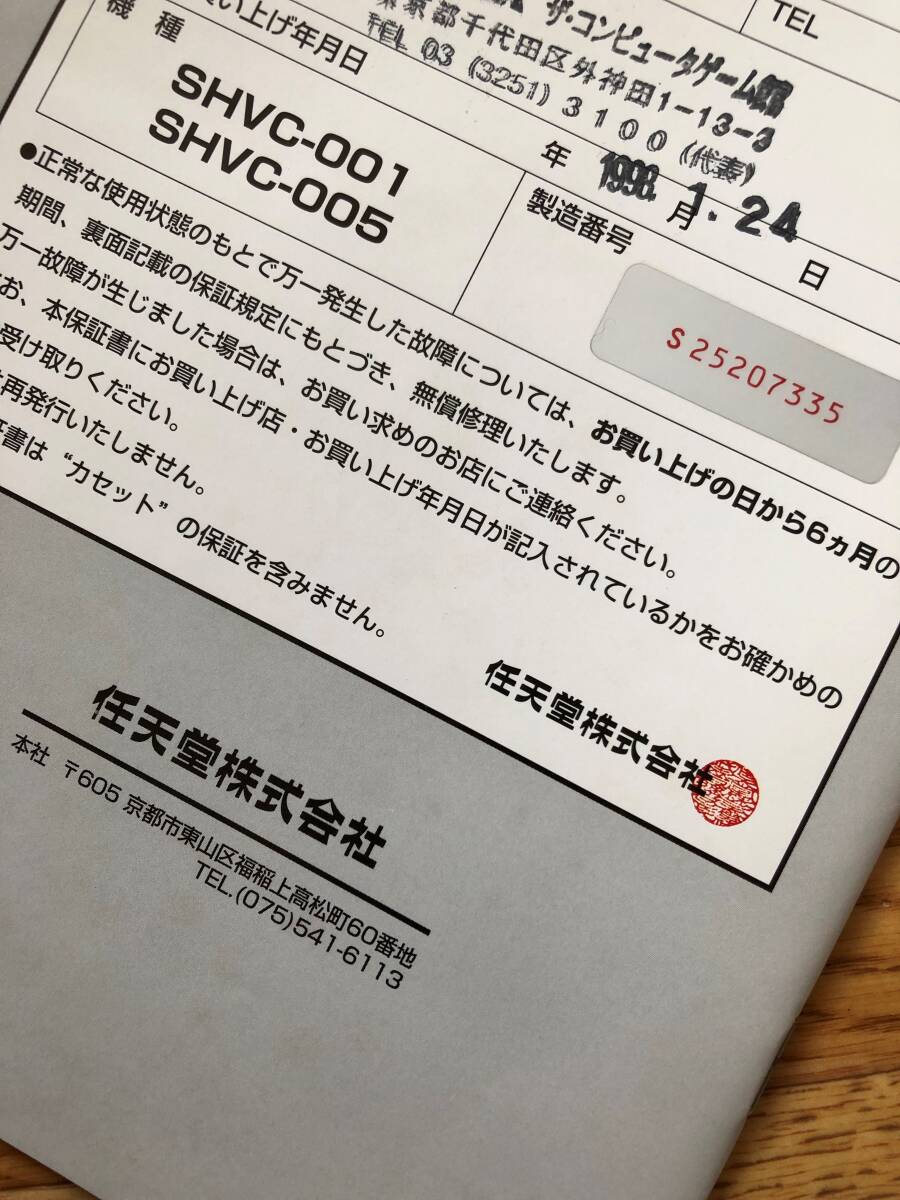 ザ・コンピュータゲーム館
東京都千代田区外神田1-13-3
TEL 03 (3251) 3100 (代表)
TEL
い上げ年月日
年
1998. 1. 24
月
日
機種
SHVC-001
SHVC-005
製造番号
S25207335
●正常な使用状態のもとで万一発生した故障については、お買い上げの日から6ヵ月の
期間、裏面記載の保証規定にもとづき、無償修理いたします。
万一故障が生じました場合は、お買い求めのお店にご連絡ください。
お、本保証書にお買い上げ店・お買い上げ年月日が記入されているかをお確かめの
受け取りください。
再発行いたしません。
証書は“カセット”の保証を含みません。
任天堂株式会社
任天堂株式会社
本社 〒605 京都市東山区福稲上高松町60番地
TEL.(075)541-6113